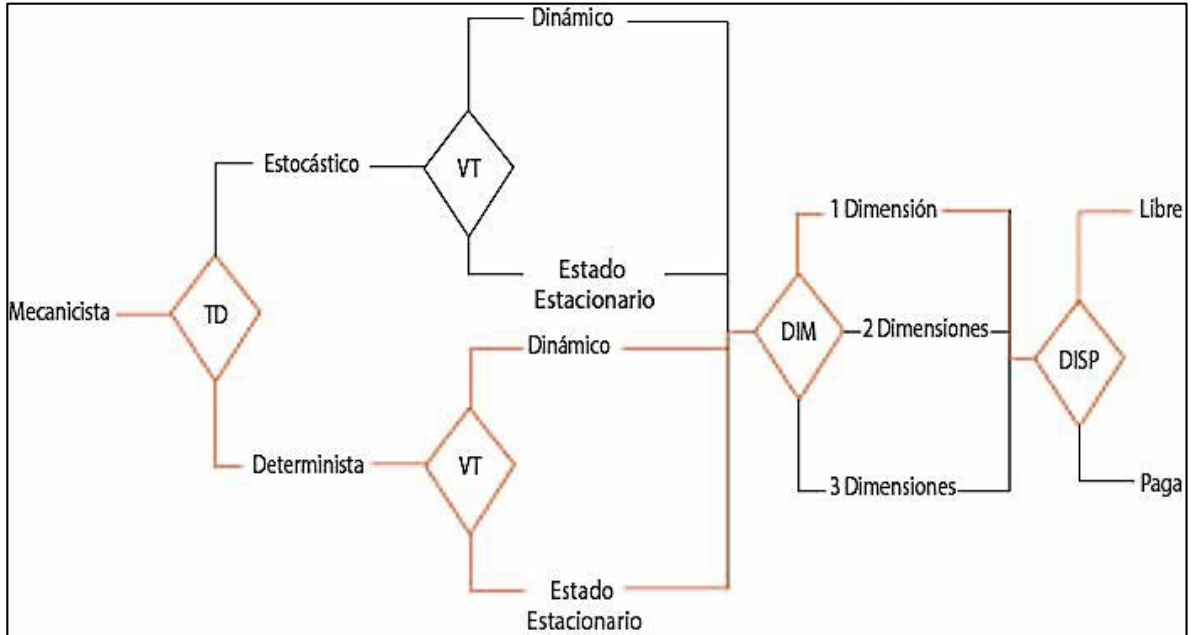 Dinámico
Estocástico
VT
Estado
Estacionario
Mecanicista
TD
Dinámico
Determinista
VT
Estado
Estacionario
1 Dimensión
DIM
2 Dimensiones
3 Dimensiones
Libre
DISP
Paga